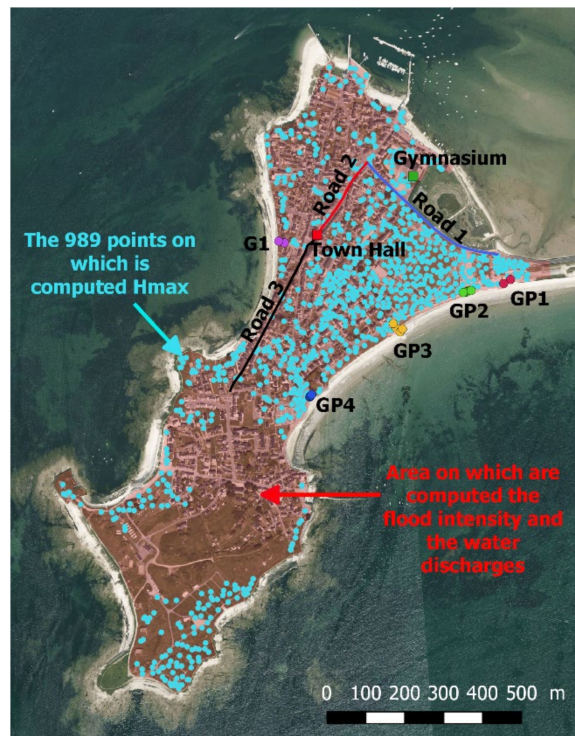 Gymnasium
Road 2
Road 1
The 989 points on
which is
computed Hmax
G1
Town Hall
GP1
GP2
Road 3
GP3
GP4
Area on which are
computed the
flood intensity and
the water
discharges
0 100 200 300 400 500 m